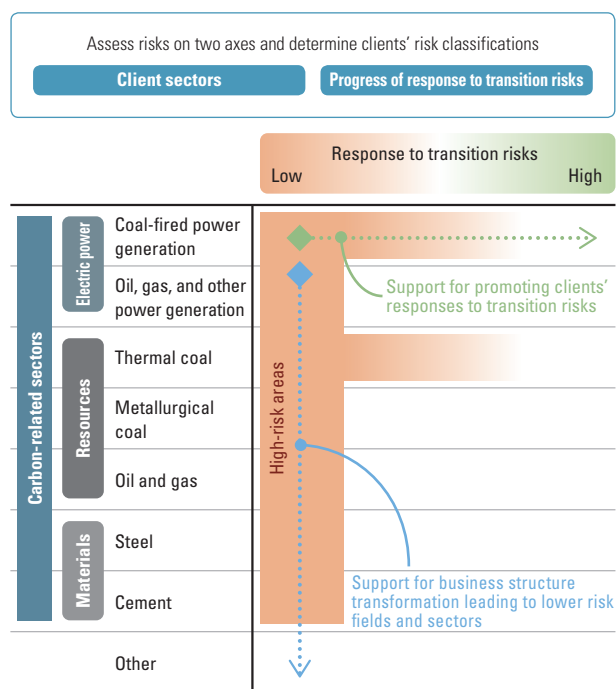 Assess risks on two axes and determine clients’ risk classifications
Client sectors
Progress of response to transition risks
Response to transition risks
Low
High
Carbon-related sectors
Electric power
Coal-fired power
generation
Oil, gas, and other
power generation
Support for promoting clients’
responses to transition risks
Resources
Thermal coal
Metallurgical
coal
Oil and gas
High-risk areas
Materials
Steel
Cement
Support for business structure
transformation leading to lower risk
fields and sectors
Other